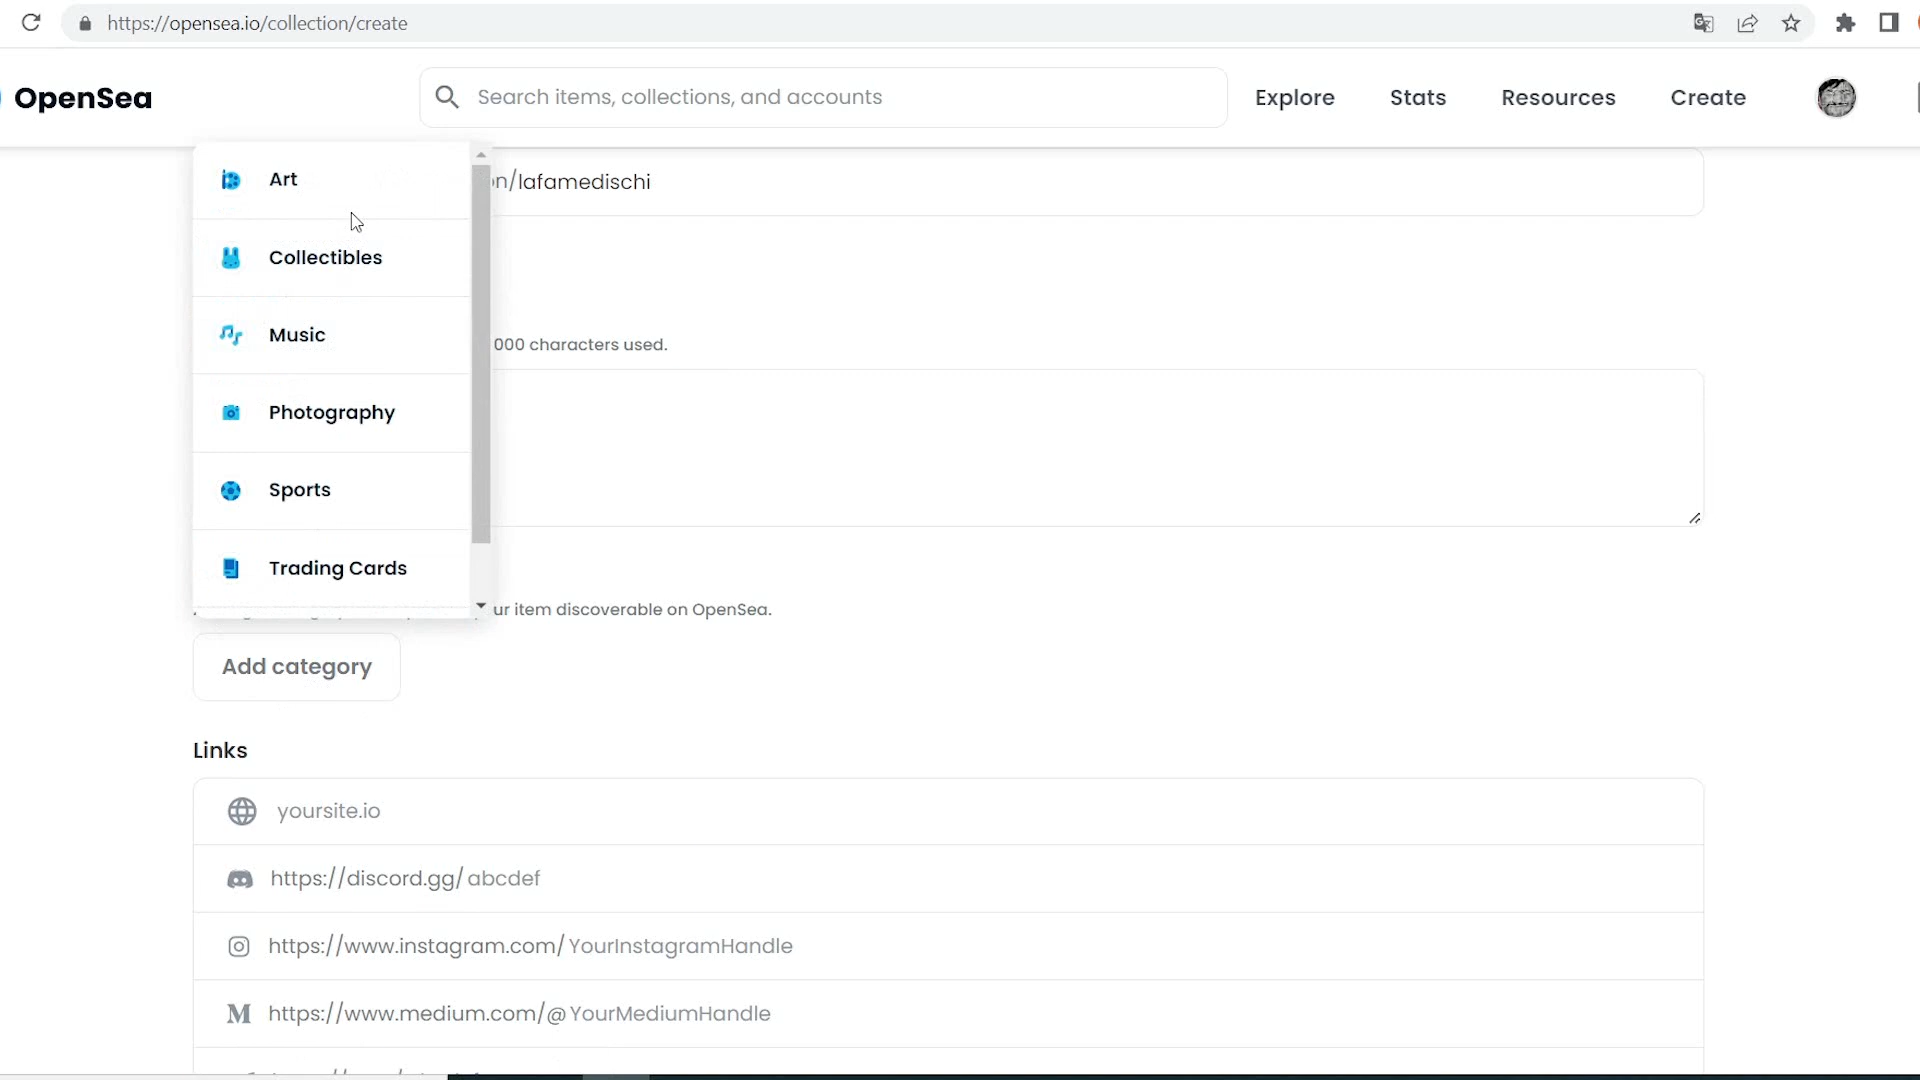 https://opensea.io/collection/create
OpenSea
Search items, collections, and accounts
Explore
Stats
Resources
Create
Art
/lafamedischi
Collectibles
Music
000 characters used.
Photography
Sports
Trading Cards
ur item discoverable on OpenSea.
Add category
Links
yoursite.io
https://discord.gg/abcdef
https://www.instagram.com/YourInstagramHandle
https://www.medium.com/@YourMediumHandle